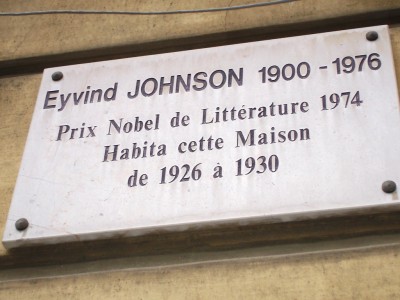 Eyvind JOHNSON 1900 - 1976
Prix Nobel de Littérature 1974
Habita cette Maison
de 1926 à 1930